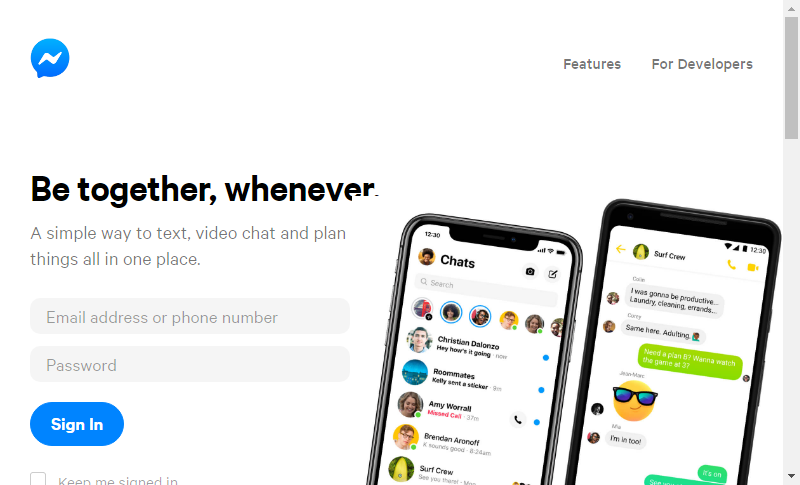 Features
For Developers
Be together, whenever.
A simple way to text, video chat and plan
things all in one place.
Email address or phone number
Password
Sign In
Keep me signed in
12:30
Chats
Search
Christian Dalonzo
Hey how's it going · now
Roommates
Kelly sent a sticker · 9m
Amy Worrall
Missed Call · 37m
Brendan Aronoff
K sounds good · 8:24am
Surf Crew
See you there! · Mon
12:30
Surf Crew
I was gonna be productive...
Laundry, cleaning, errands...
Corry
Same here. Adulting.
Need a plan B? Wanna watch
the game at 2?
Jean-Marc
Mia
I'm in too!
It's on